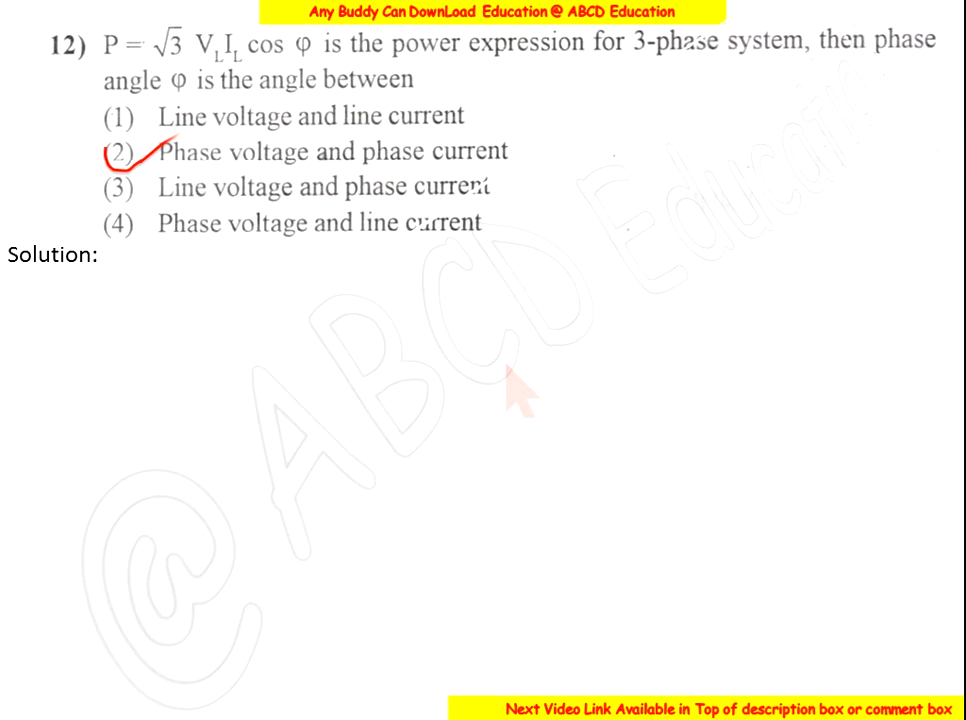 Any Buddy Can DownLoad Education @ ABCD Education
12) P = √3 V_L I_L cos φ is the power expression for 3-phase system, then phase
angle φ is the angle between
(1) Line voltage and line current
(2) Phase voltage and phase current
(3) Line voltage and phase current
(4) Phase voltage and line current
Solution:
@ABCD Education
Next Video Link Available in Top of description box or comment box